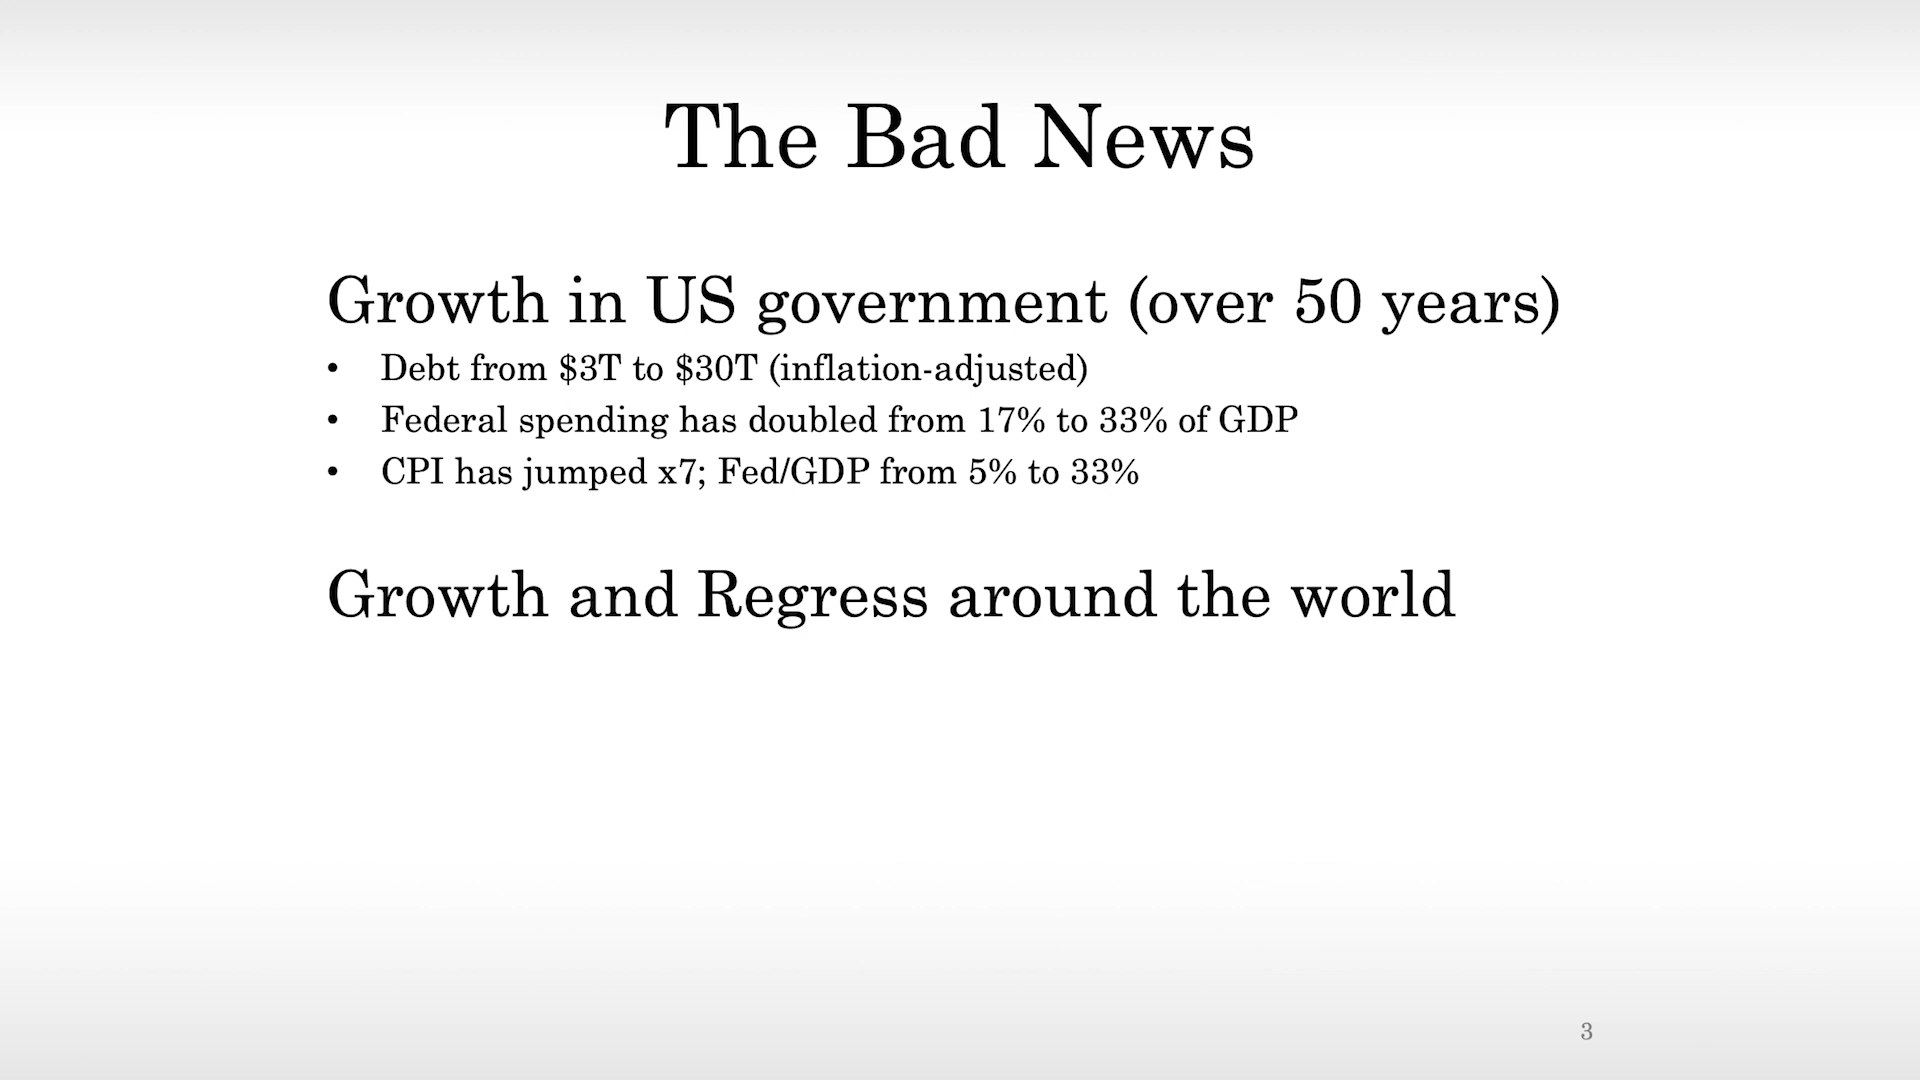 The Bad News
Growth in US government (over 50 years)
• Debt from $3T to $30T (inflation-adjusted)
• Federal spending has doubled from 17% to 33% of GDP
• CPI has jumped x7; Fed/GDP from 5% to 33%
Growth and Regress around the world
3